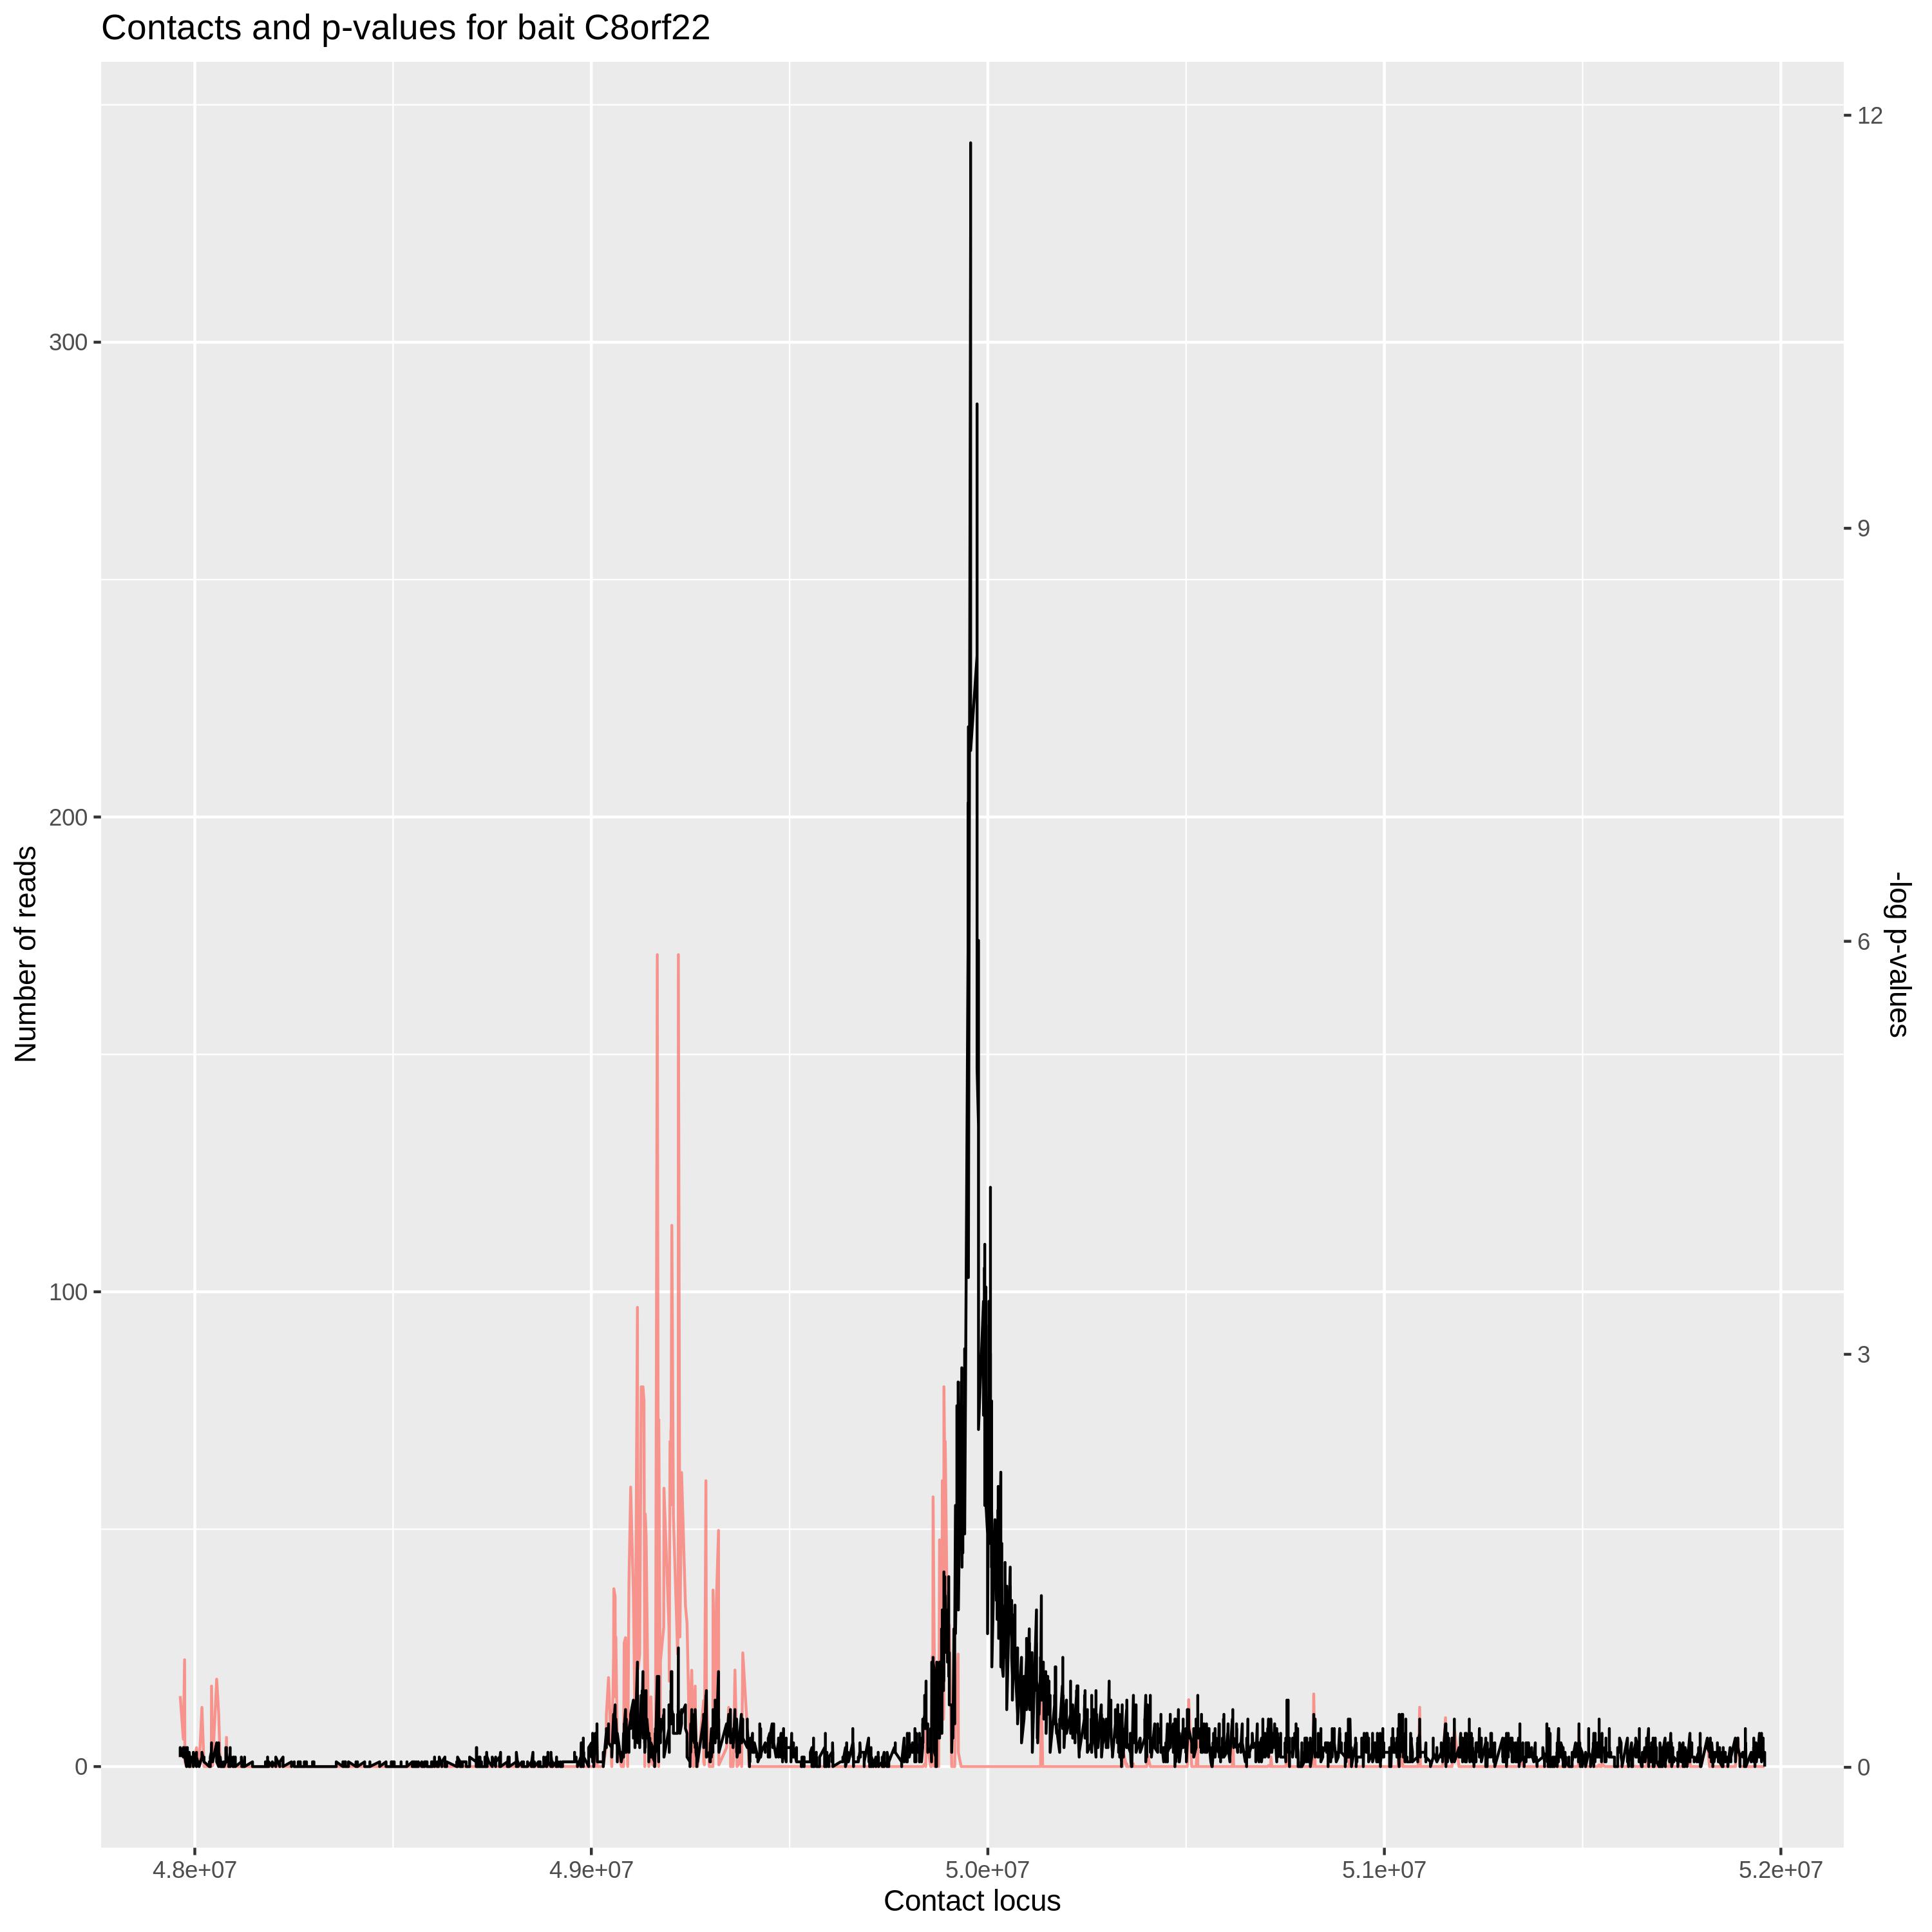 Contacts and p-values for bait C8orf22
12
300
9
200
Number of reads
-log p-values
6
100
3
0
0
4.8e+07
4.9e+07
5.0e+07
5.1e+07
5.2e+07
Contact locus